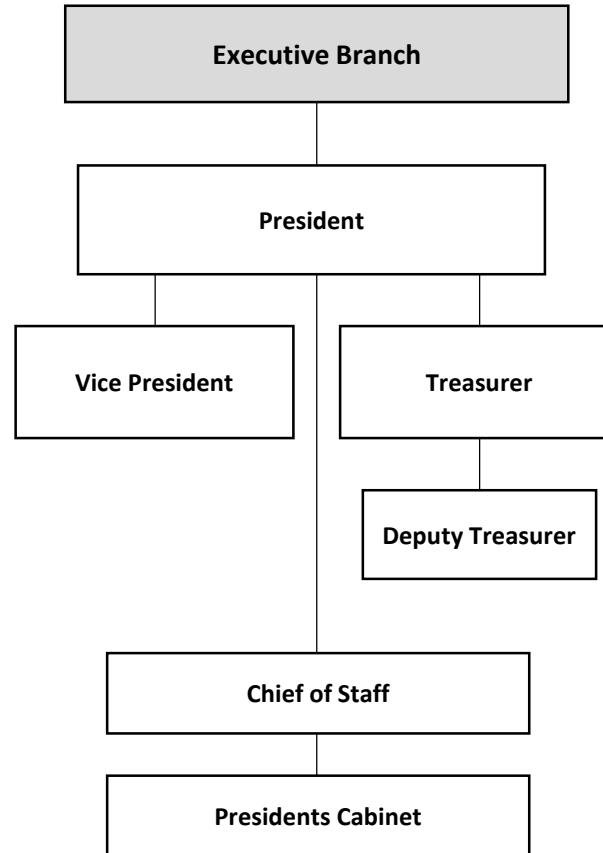 Executive Branch
President
Vice President
Treasurer
Deputy Treasurer
Chief of Staff
Presidents Cabinet